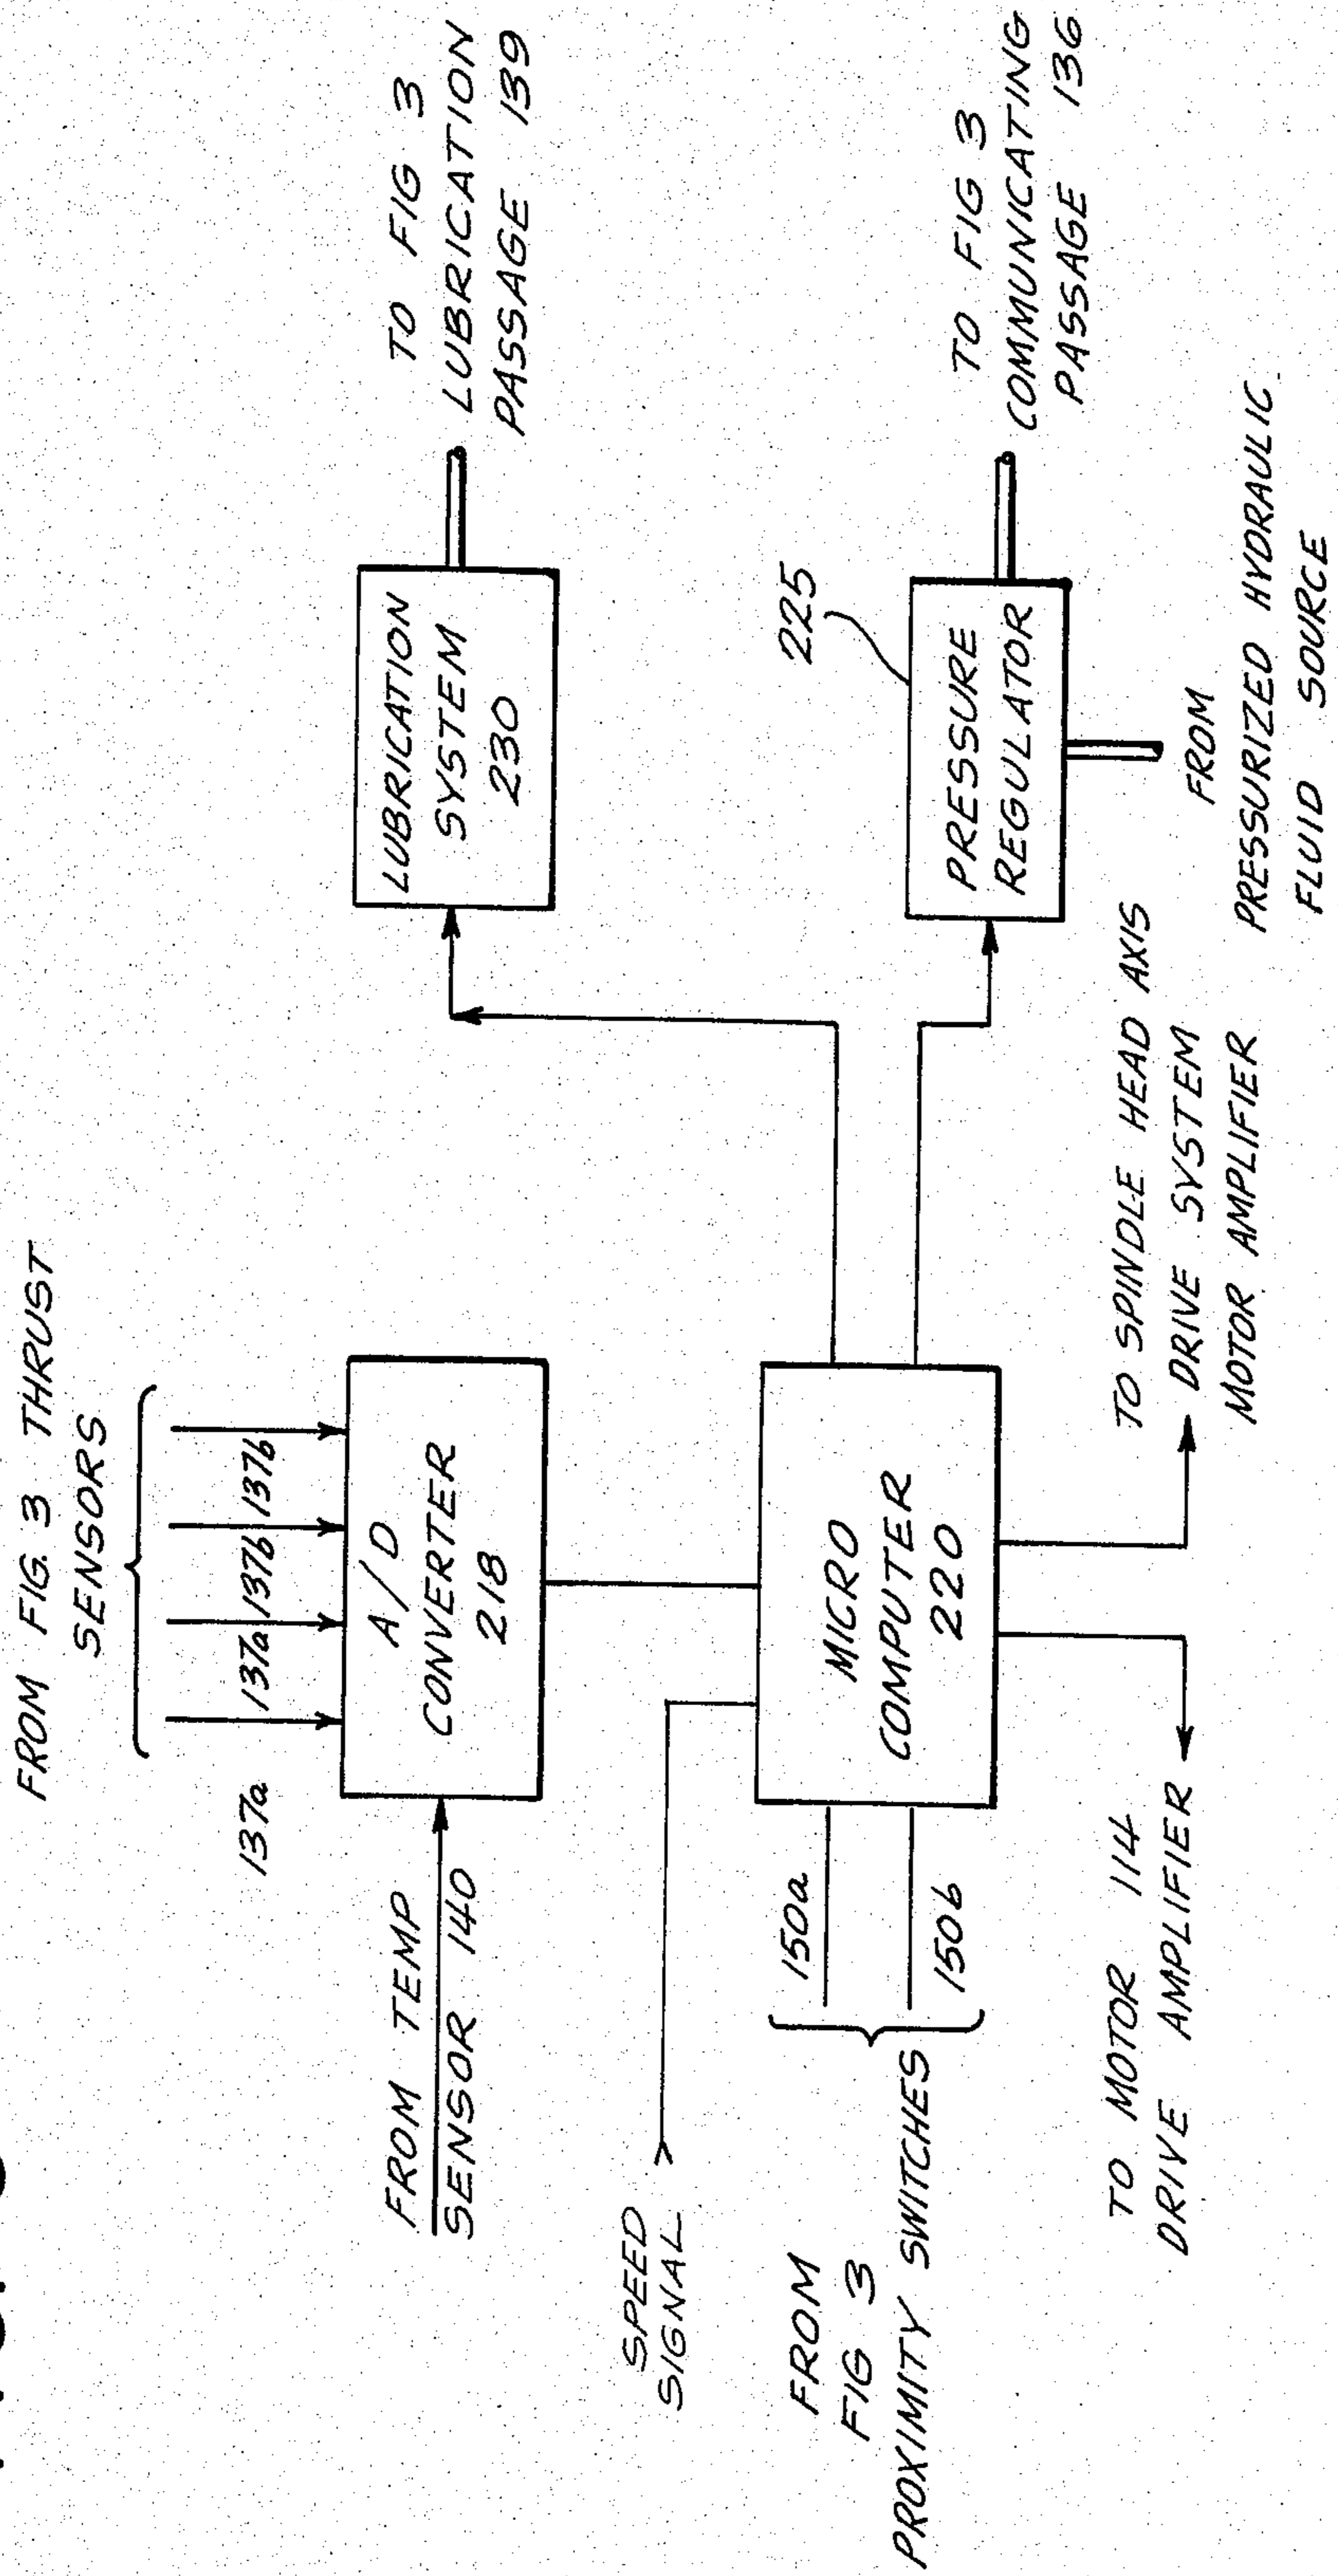 FROM FIG. 3 THRUST
SENSORS
137a
137a
137b
137b
FROM TEMP
SENSOR 140
A/D
CONVERTER
218
LUBRICATION
SYSTEM
230
TO FIG 3
LUBRICATION
PASSAGE 139
SPEED
SIGNAL
FROM
FIG 3
PROXIMITY SWITCHES
150a
150b
MICRO
COMPUTER
220
225
PRESSURE
REGULATOR
TO FIG 3
COMMUNICATING
PASSAGE 136
TO MOTOR 114
DRIVE AMPLIFIER
TO SPINDLE HEAD AXIS
DRIVE SYSTEM
MOTOR AMPLIFIER
FROM
PRESSURIZED HYDRAULIC
FLUID SOURCE